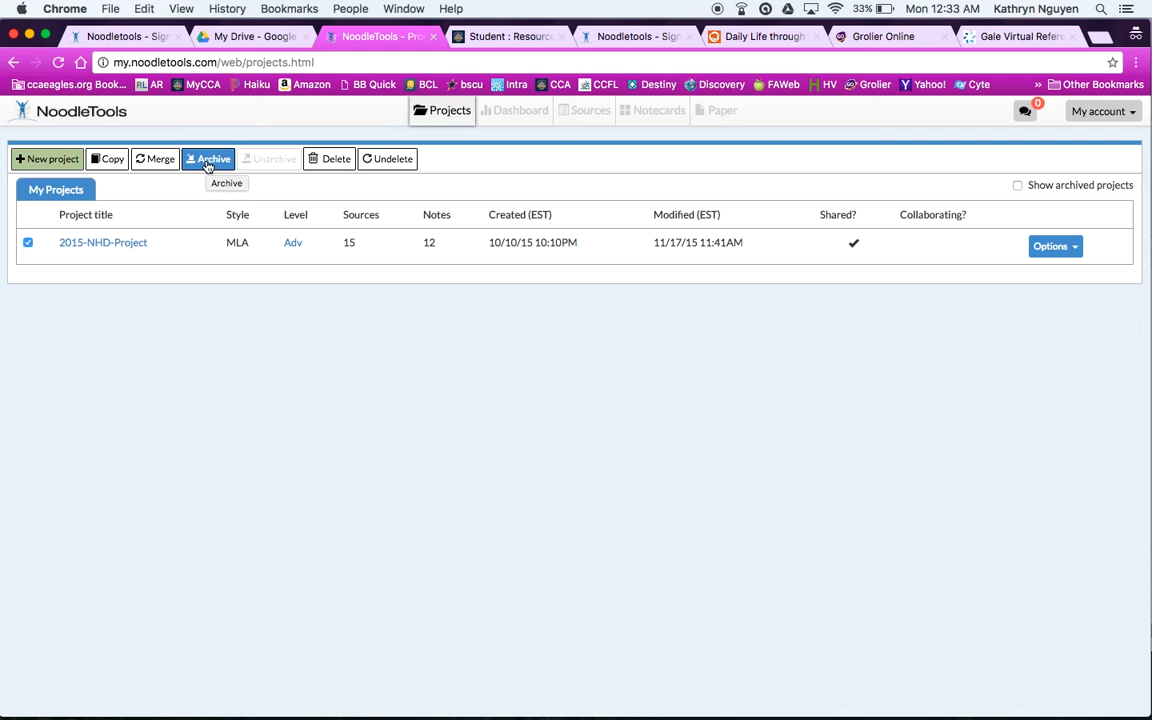 Chrome File Edit View History Bookmarks People Window Help 33% Mon 12:33 AM Kathryn Nguyen
Noodletools - Sig My Drive - Google NoodleTools - Pro Student : Resourc Noodletools - Sign Daily Life through Grolier Online Gale Virtual Refere
my.noodletools.com/web/projects.html
ccaeagles.org Book... AR MyCCA Haiku Amazon BB Quick BCL bscu Intra CCA CCFL Destiny Discovery FAWeb HV Grolier Yahoo! Cyte » Other Bookmarks
NoodleTools Projects Dashboard Sources Notecards Paper 0 My account
New project Copy Merge Archive Unarchive Delete Undelete
Archive
My Projects Show archived projects
Project title Style Level Sources Notes Created (EST) Modified (EST) Shared? Collaborating?
2015-NHD-Project MLA Adv 15 12 10/10/15 10:10PM 11/17/15 11:41AM Options